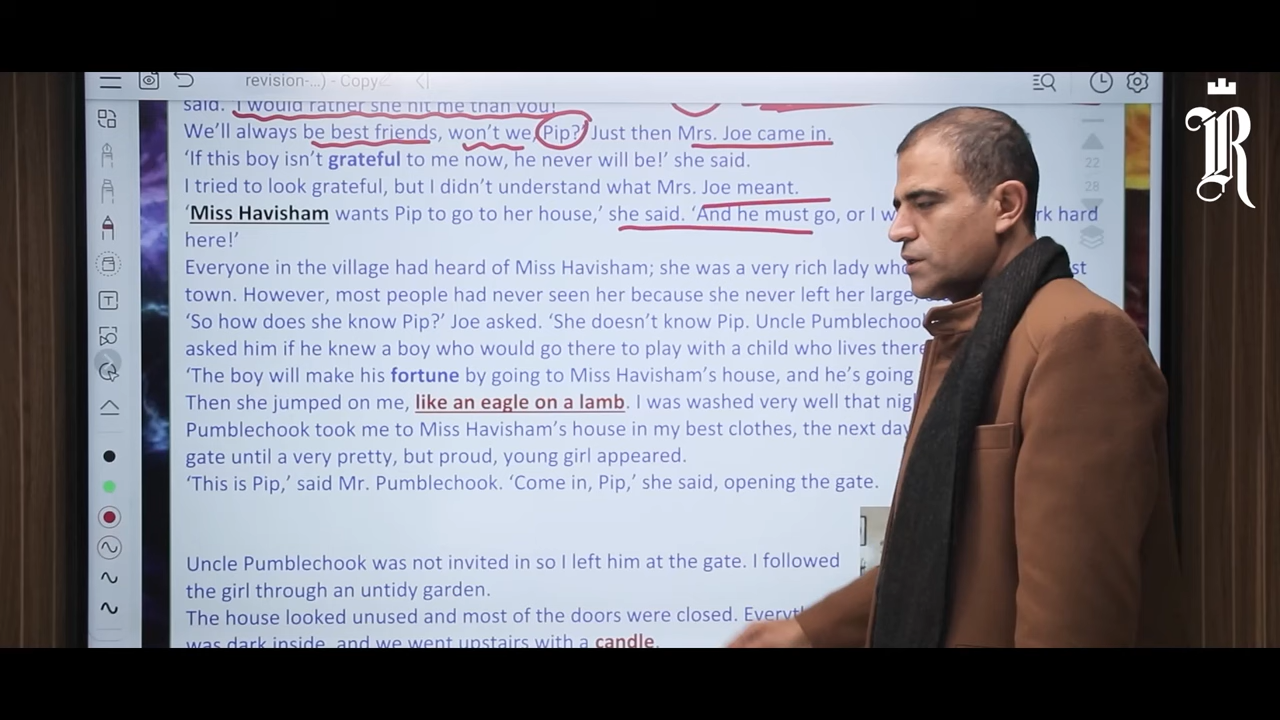 revision-...) - Copy
said. 'I would rather she hit me than you!
We'll always be best friends, won't we, Pip?' Just then Mrs. Joe came in.
'If this boy isn't grateful to me now, he never will be!' she said.
22
I tried to look grateful, but I didn't understand what Mrs. Joe meant.
28
'Miss Havisham wants Pip to go to her house,' she said. 'And he must go, or I hard
here!'
Everyone in the village had heard of Miss Havisham; she was a very rich lady
town. However, most people had never seen her because she never left her large,
'So how does she know Pip?' Joe asked. 'She doesn't know Pip. Uncle
asked him if he knew a boy who would go there to play with a child who lives
'The boy will make his fortune by going to Miss Havisham's house, and he's going
Then she jumped on me, like an eagle on a lamb. I was washed very well that
Pumblechook took me to Miss Havisham's house in my best clothes, the next
gate until a very pretty, but proud, young girl appeared.
'This is Pip,' said Mr. Pumblechook. 'Come in, Pip,' she said, opening the gate.
Uncle Pumblechook was not invited in so I left him at the gate. I followed
the girl through an untidy garden.
The house looked unused and most of the doors were closed.
was dark inside, and we went upstairs with a candle.
R